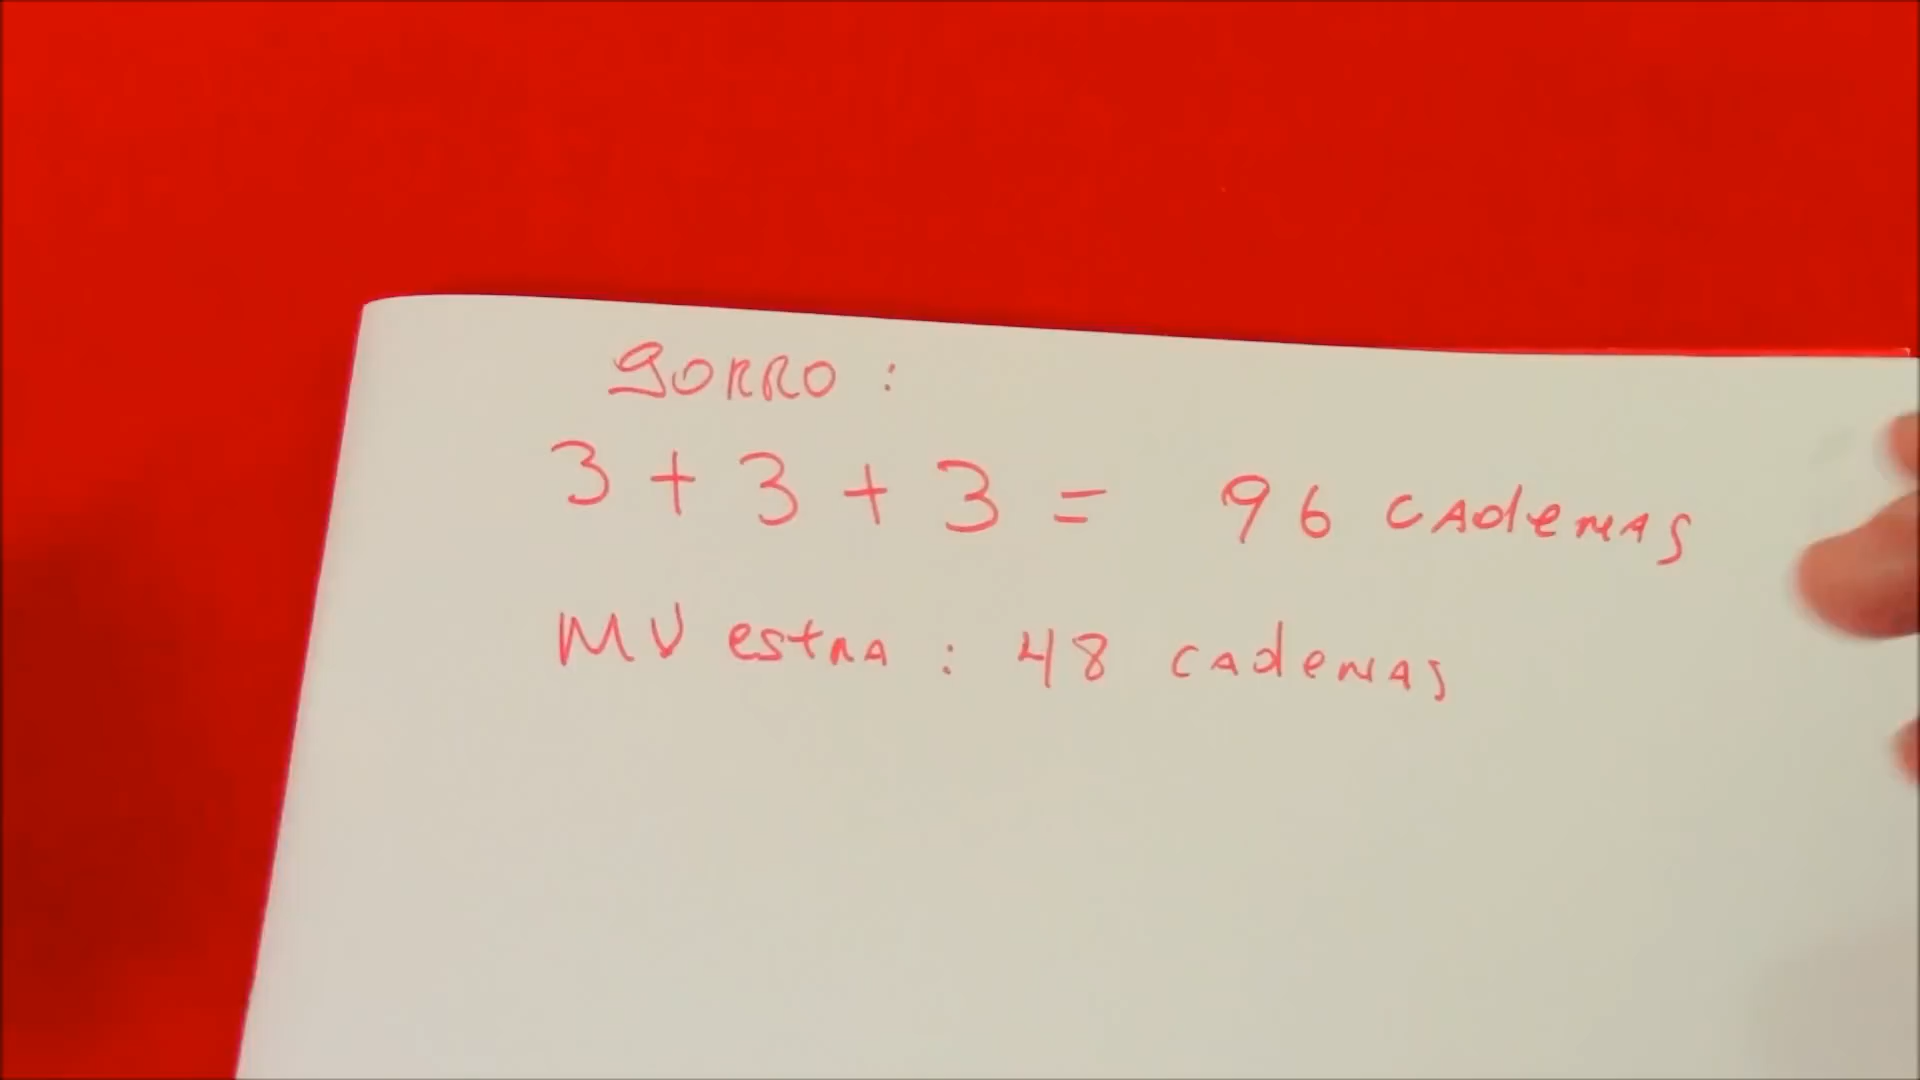 GORRO :
3 + 3 + 3 = 96 cadenas
MUestra : 48 cadenas